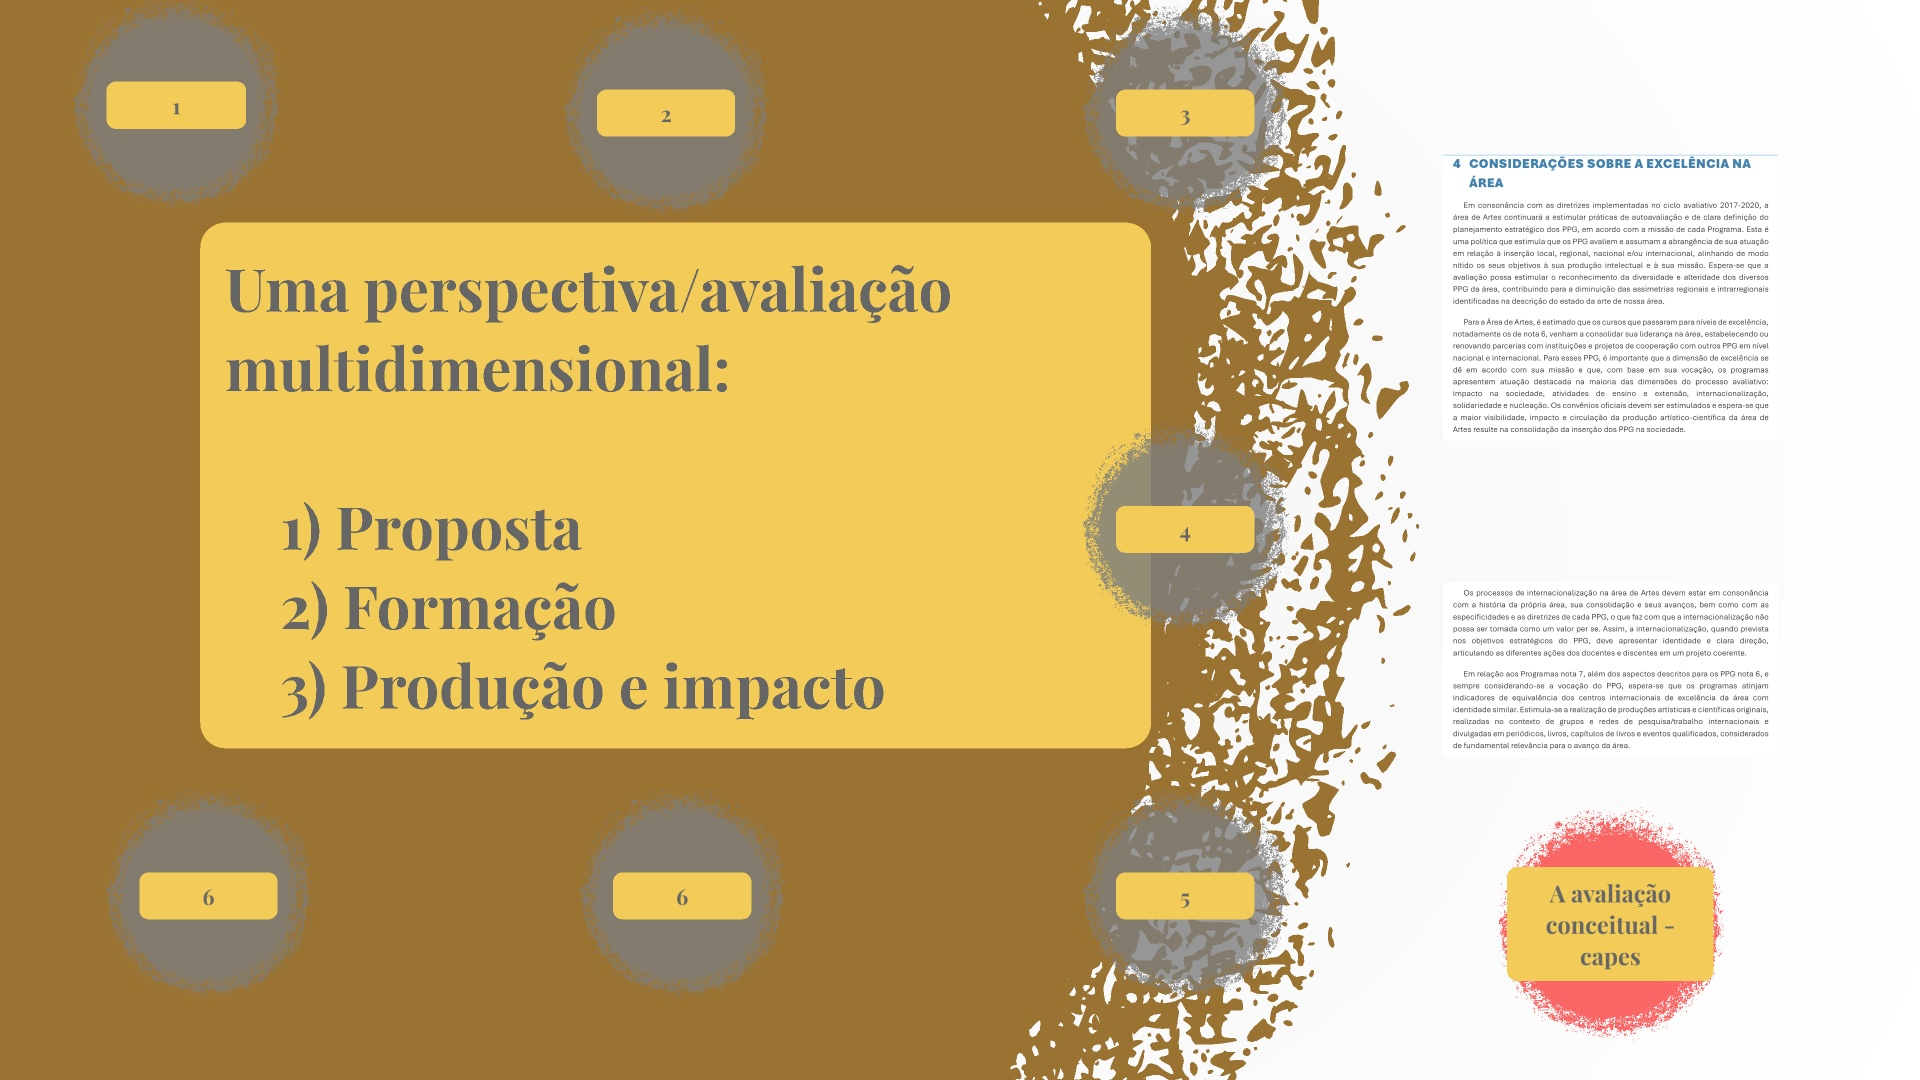 1
2
3
Uma perspectiva/avaliação
multidimensional:
1) Proposta
2) Formação
3) Produção e impacto
4
6
6
5
4 CONSIDERAÇÕES SOBRE A EXCELÊNCIA NA
ÁREA
Em consonância com as diretrizes implementadas no ciclo avaliativo 2017-2020, a
área de Artes continuará a estimular práticas de autoavaliação e de clara definição do
planejamento estratégico dos PPG, em acordo com a missão de cada Programa. Esta é
uma política que estimula que os PPG avaliem e assumam a abrangência de sua atuação
em relação à inserção local, regional, nacional e/ou internacional, alinhando de modo
nítido os seus objetivos à sua produção intelectual e à sua missão. Espera-se que a
avaliação possa estimular o reconhecimento da diversidade e alteridade dos diversos
PPG da área, contribuindo para a diminuição das assimetrias regionais e intrarregionais
identificadas na descrição do estado da arte de nossa área.
Para a Área de Artes, é estimado que os cursos que passaram para níveis de excelência,
notadamente os de nota 6, venham a consolidar sua liderança na área, estabelecendo ou
renovando parcerias com instituições e projetos de cooperação com outros PPG em nível
nacional e internacional. Para esses PPG, é importante que a dimensão de excelência se
dê em acordo com sua missão e que, com base em sua vocação, os programas
apresentem atuação destacada na maioria das dimensões do processo avaliativo:
impacto na sociedade, atividades de ensino e extensão, internacionalização,
solidariedade e nucleação. Os convênios oficiais devem ser estimulados e espera-se que
a maior visibilidade, impacto e circulação da produção artístico-científica da área de
Artes resulte na consolidação da inserção dos PPG na sociedade.
Os processos de internacionalização na área de Artes devem estar em consonância
com a história da própria área, sua consolidação e seus avanços, bem como com as
especificidades e as diretrizes de cada PPG, o que faz com que a internacionalização não
possa ser tomada como um valor per se. Assim, a internacionalização, quando prevista
nos objetivos estratégicos do PPG, deve apresentar identidade e clara direção,
articulando as diferentes ações dos docentes e discentes em um projeto coerente.
Em relação aos Programas nota 7, além dos aspectos descritos para os PPG nota 6, e
sempre considerando-se a vocação do PPG, espera-se que os programas atinjam
indicadores de equivalência dos centros internacionais de excelência da área com
identidade similar. Estimula-se a realização de produções artísticas e científicas originais,
realizadas no contexto de grupos e redes de pesquisa/trabalho internacionais e
divulgadas em periódicos, livros, capítulos de livros e eventos qualificados, considerados
de fundamental relevância para o avanço da área.
A avaliação
conceitual -
capes